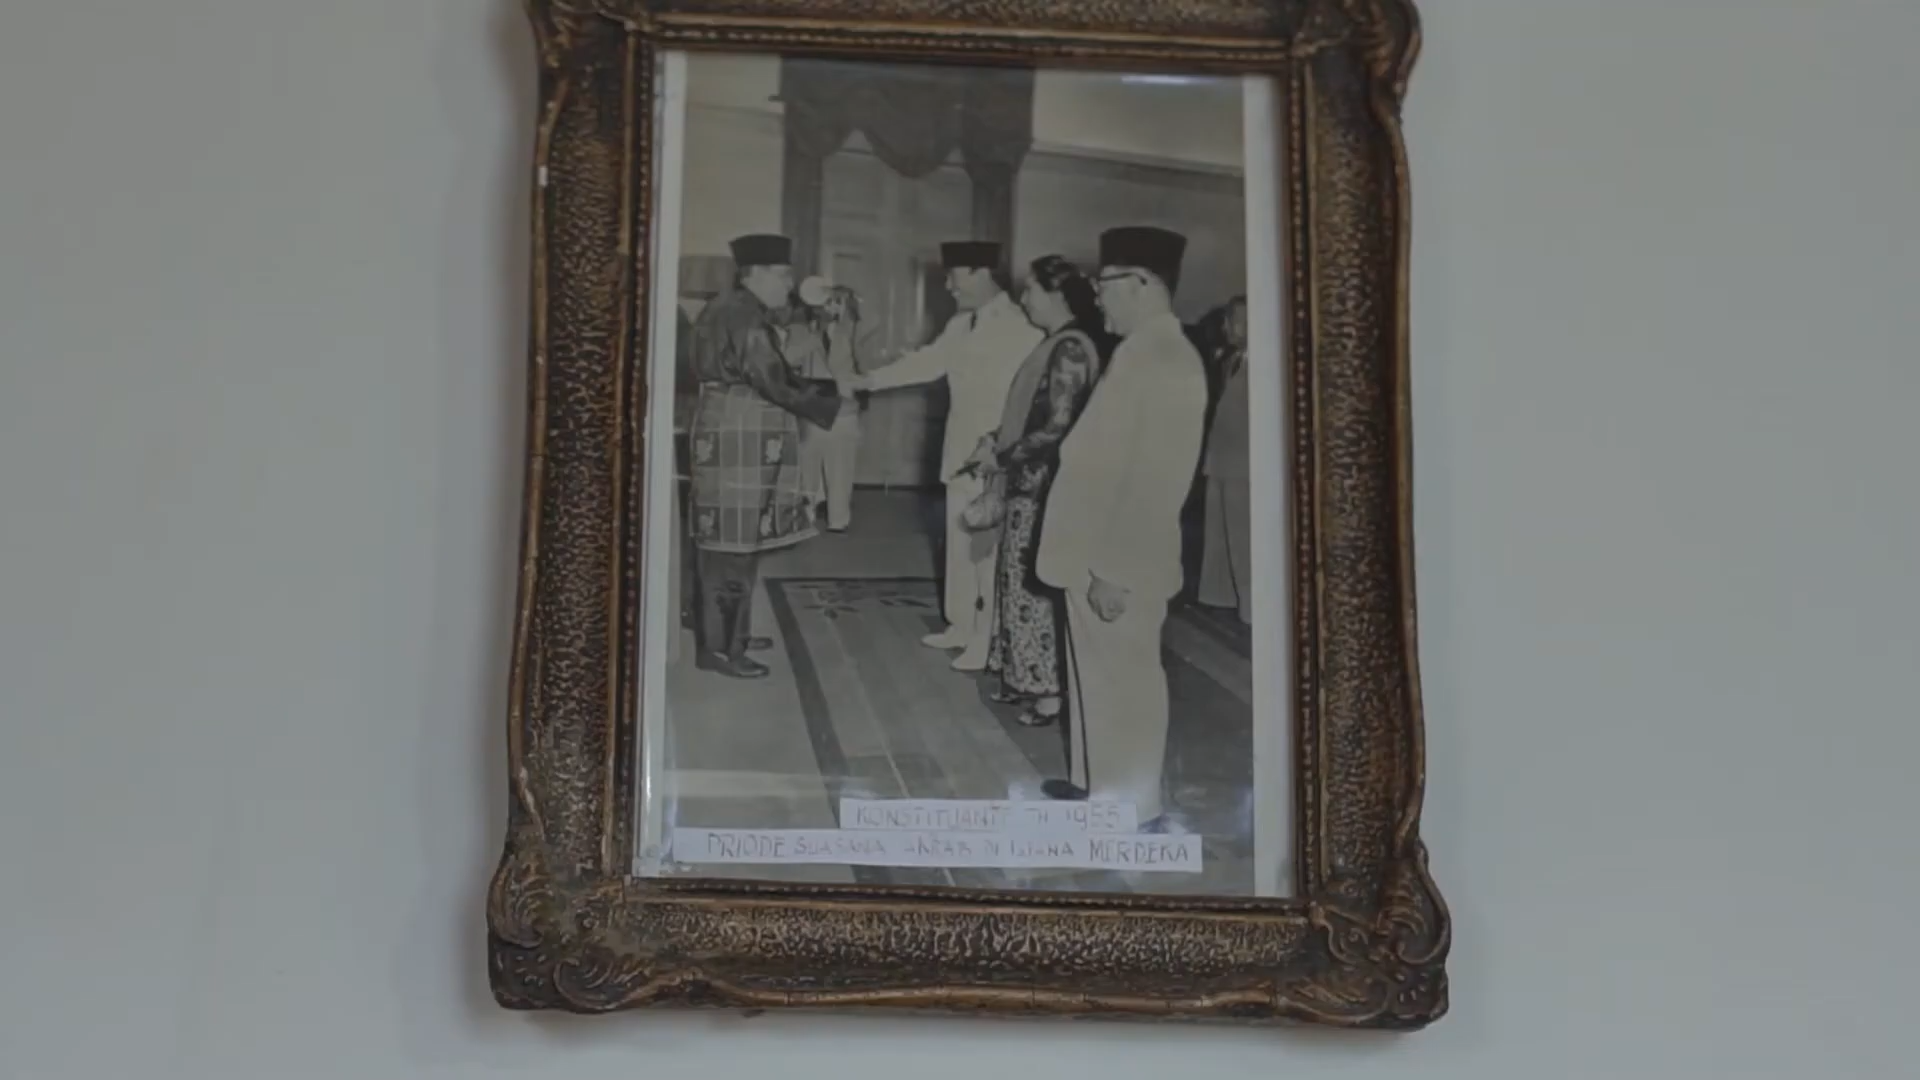 KONSTITUANTE TH 1955
PRIODE SUASANA AKRAB DI ISTANA MERDEKA